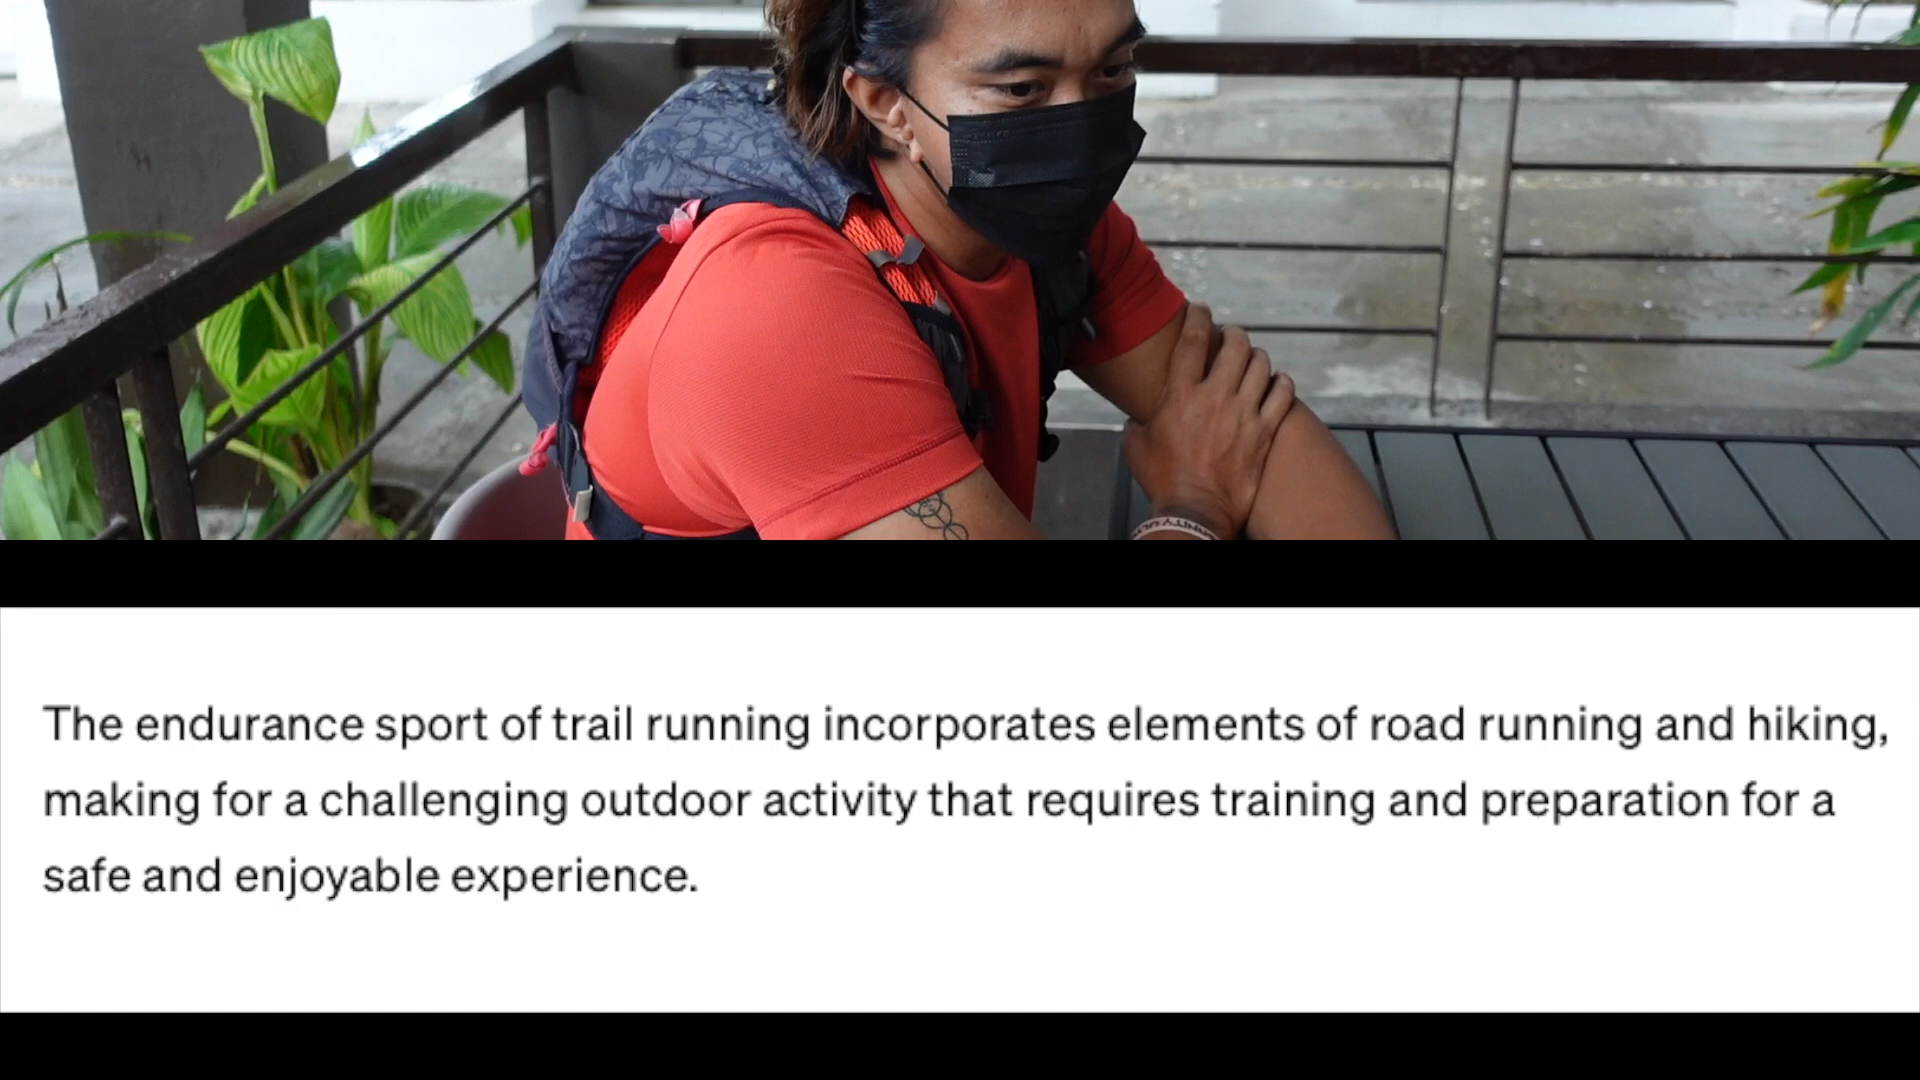 The endurance sport of trail running incorporates elements of road running and hiking,
making for a challenging outdoor activity that requires training and preparation for a
safe and enjoyable experience.